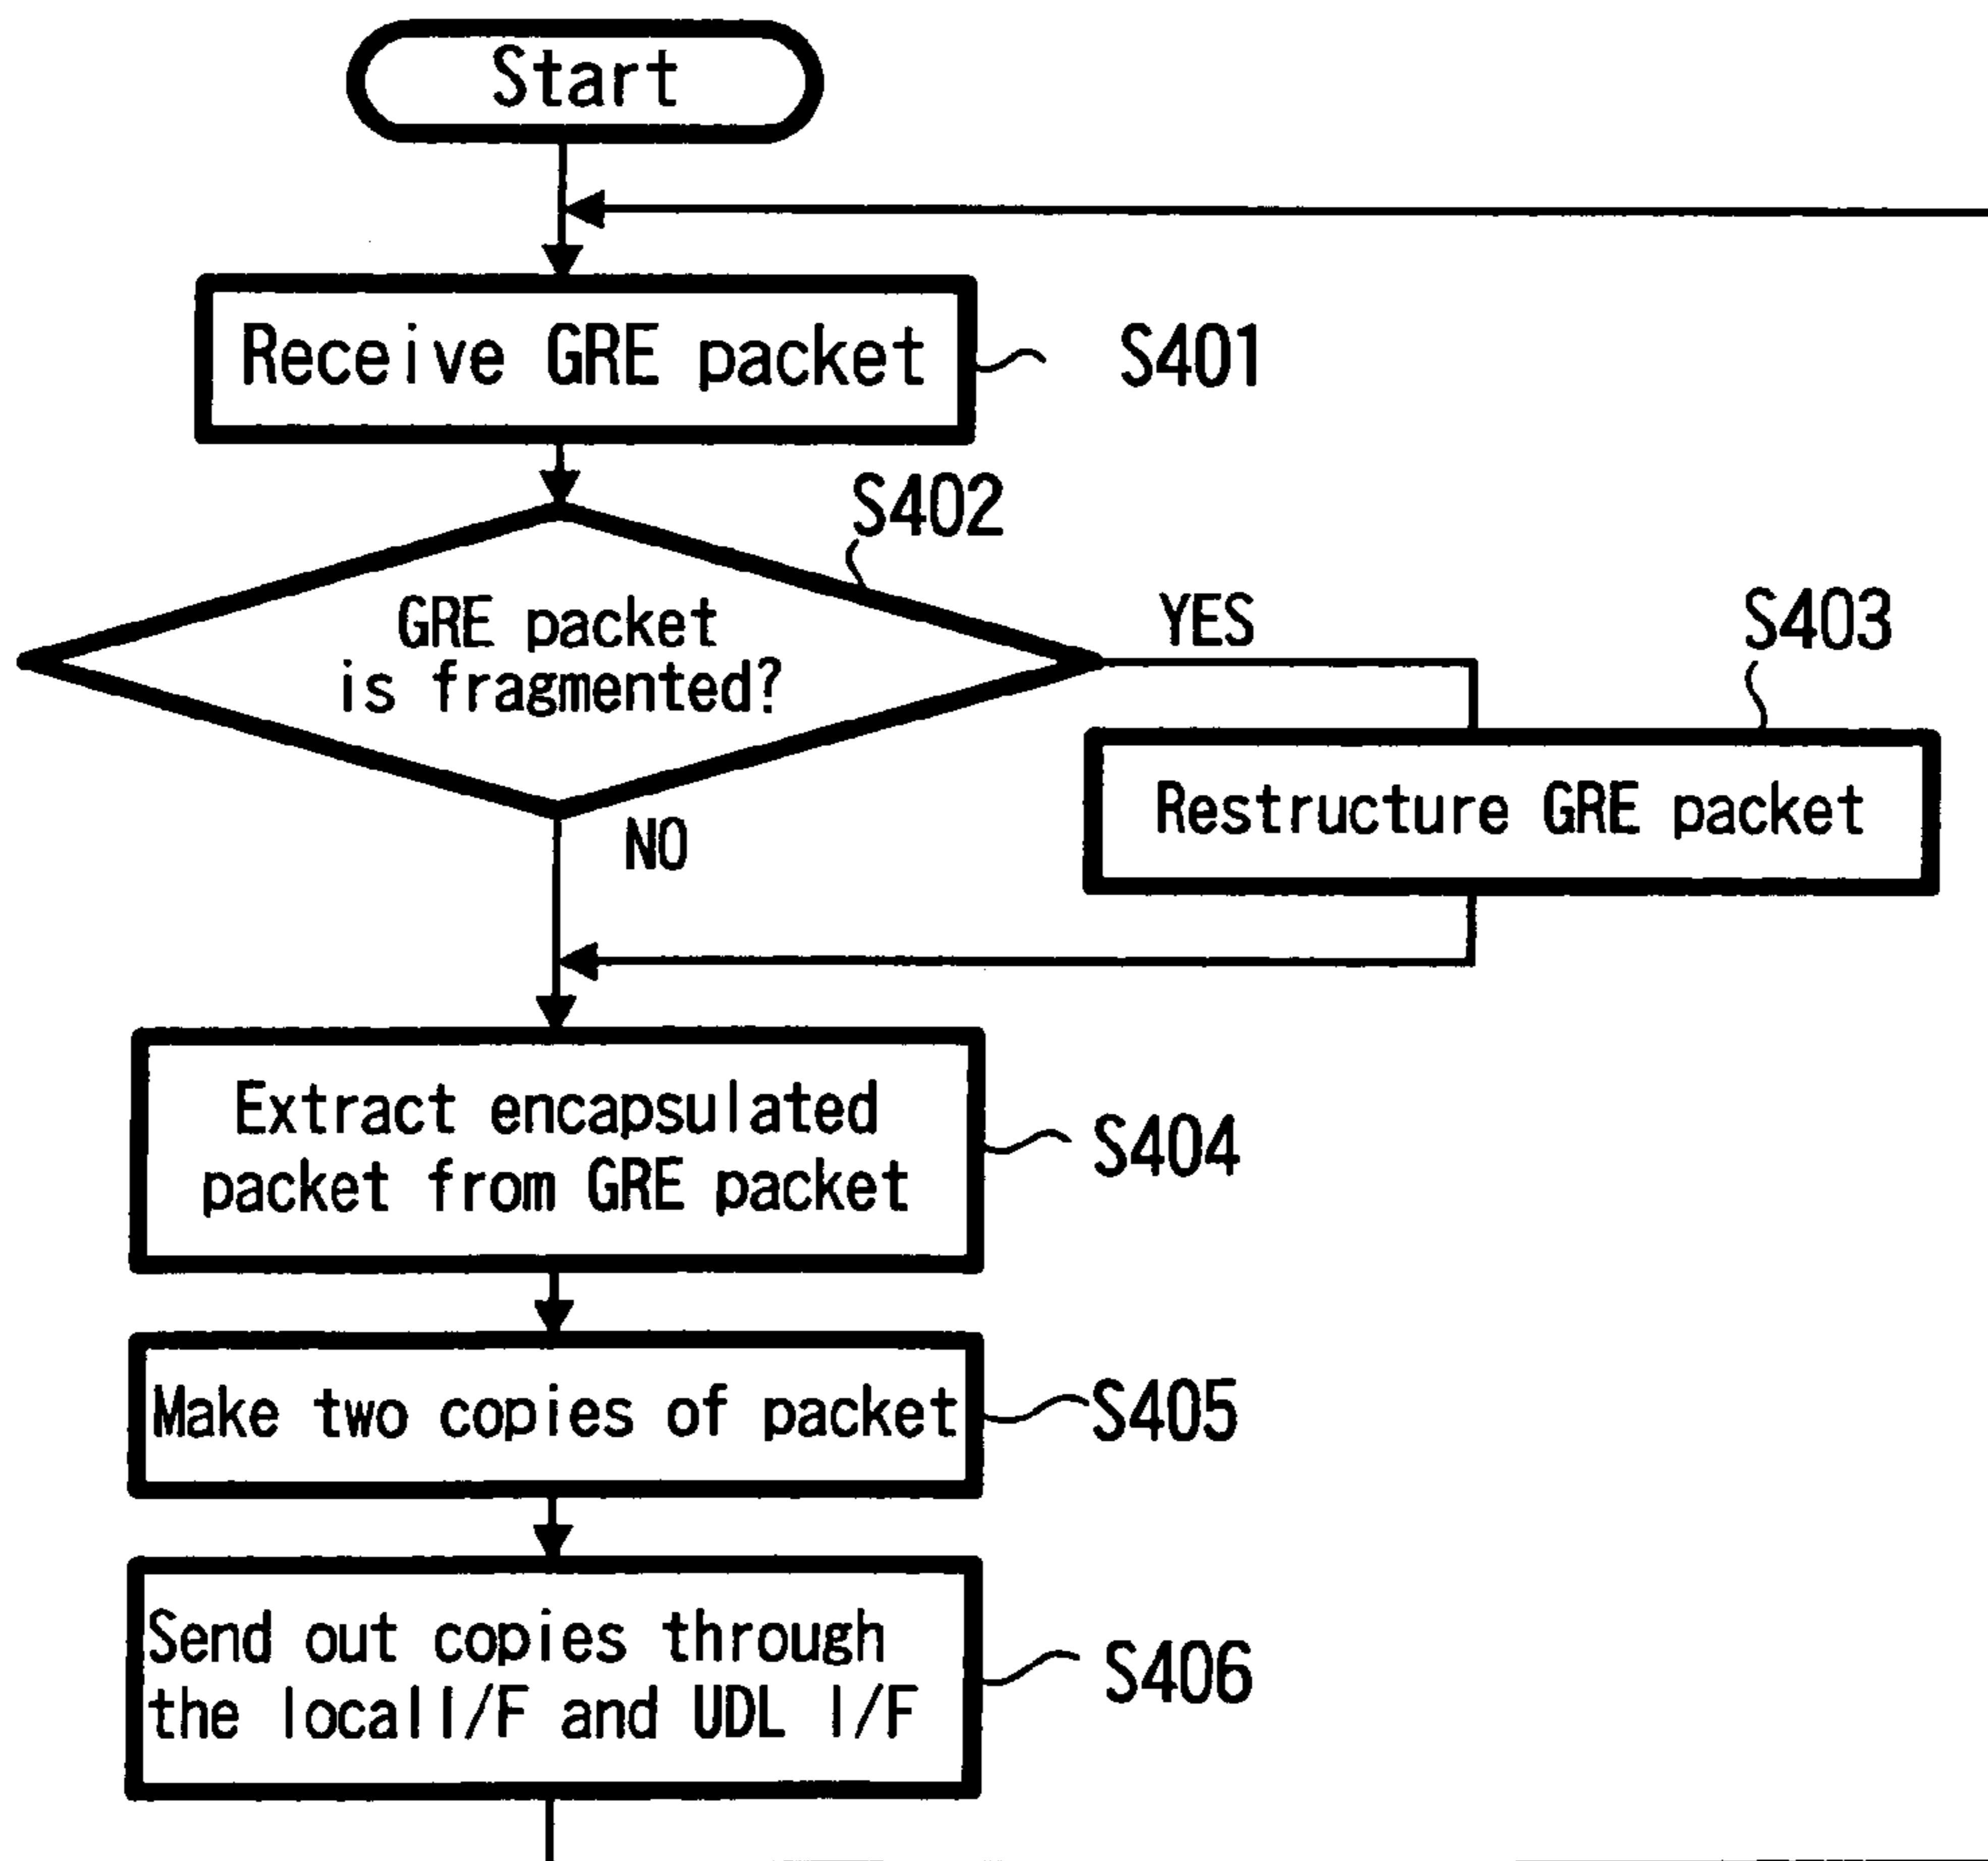 Start
Receive GRE packet
S401
S402
GRE packet
is fragmented?
YES
S403
Restructure GRE packet
NO
Extract encapsulated
packet from GRE packet
S404
Make two copies of packet
S405
Send out copies through
the localI/F and UDL I/F
S406